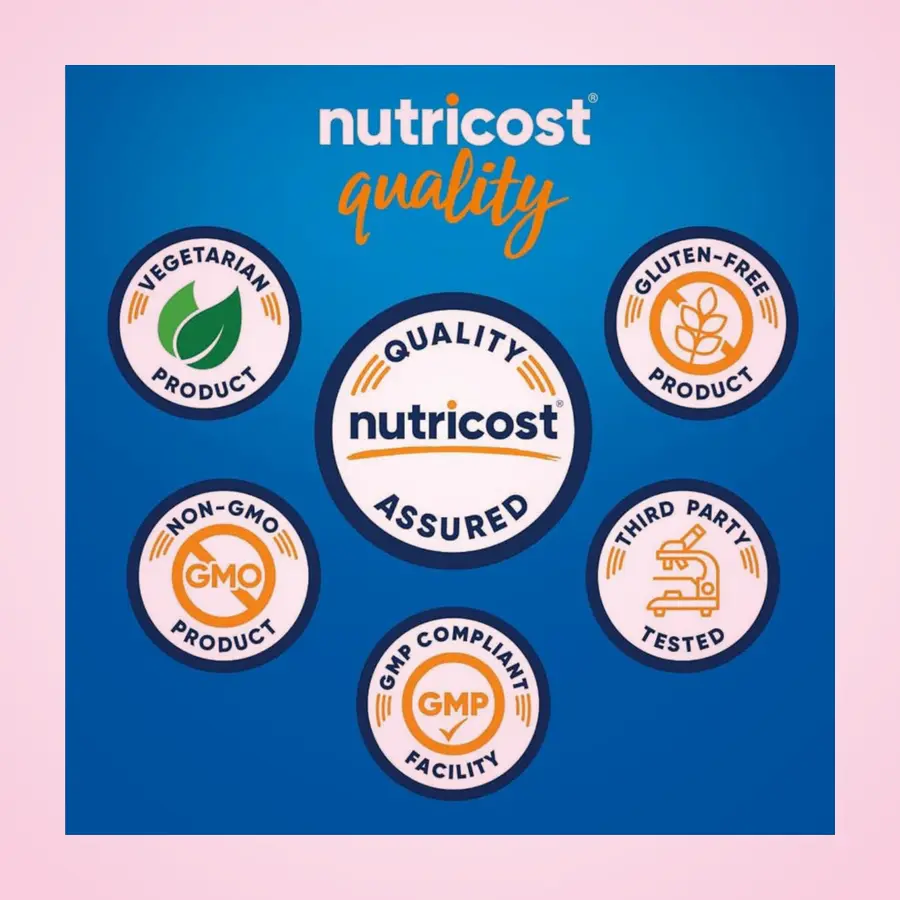 nutricost®
quality
VEGETARIAN
PRODUCT
GLUTEN-FREE
PRODUCT
QUALITY
nutricost®
ASSURED
NON-GMO
GMO
PRODUCT
THIRD PARTY
TESTED
GMP COMPLIANT
GMP
FACILITY